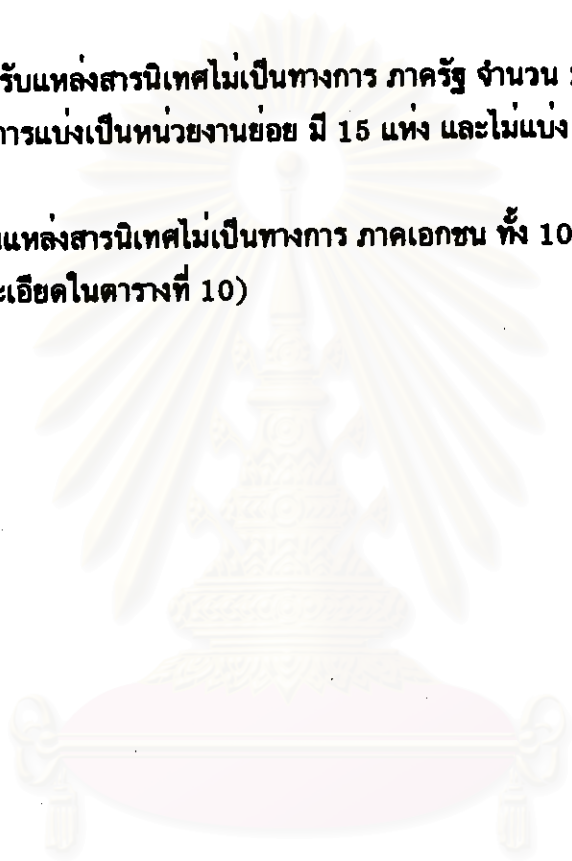 รับแหล่งสารนิเทศไม่เป็นทางการ ภาครัฐ จำนวน
การแบ่งเป็นหน่วยงานย่อย มี 15 แห่ง และไม่แบ่ง
แหล่งสารนิเทศไม่เป็นทางการ ภาคเอกชน ทั้ง 10
ะเอียดในตารางที่ 10)